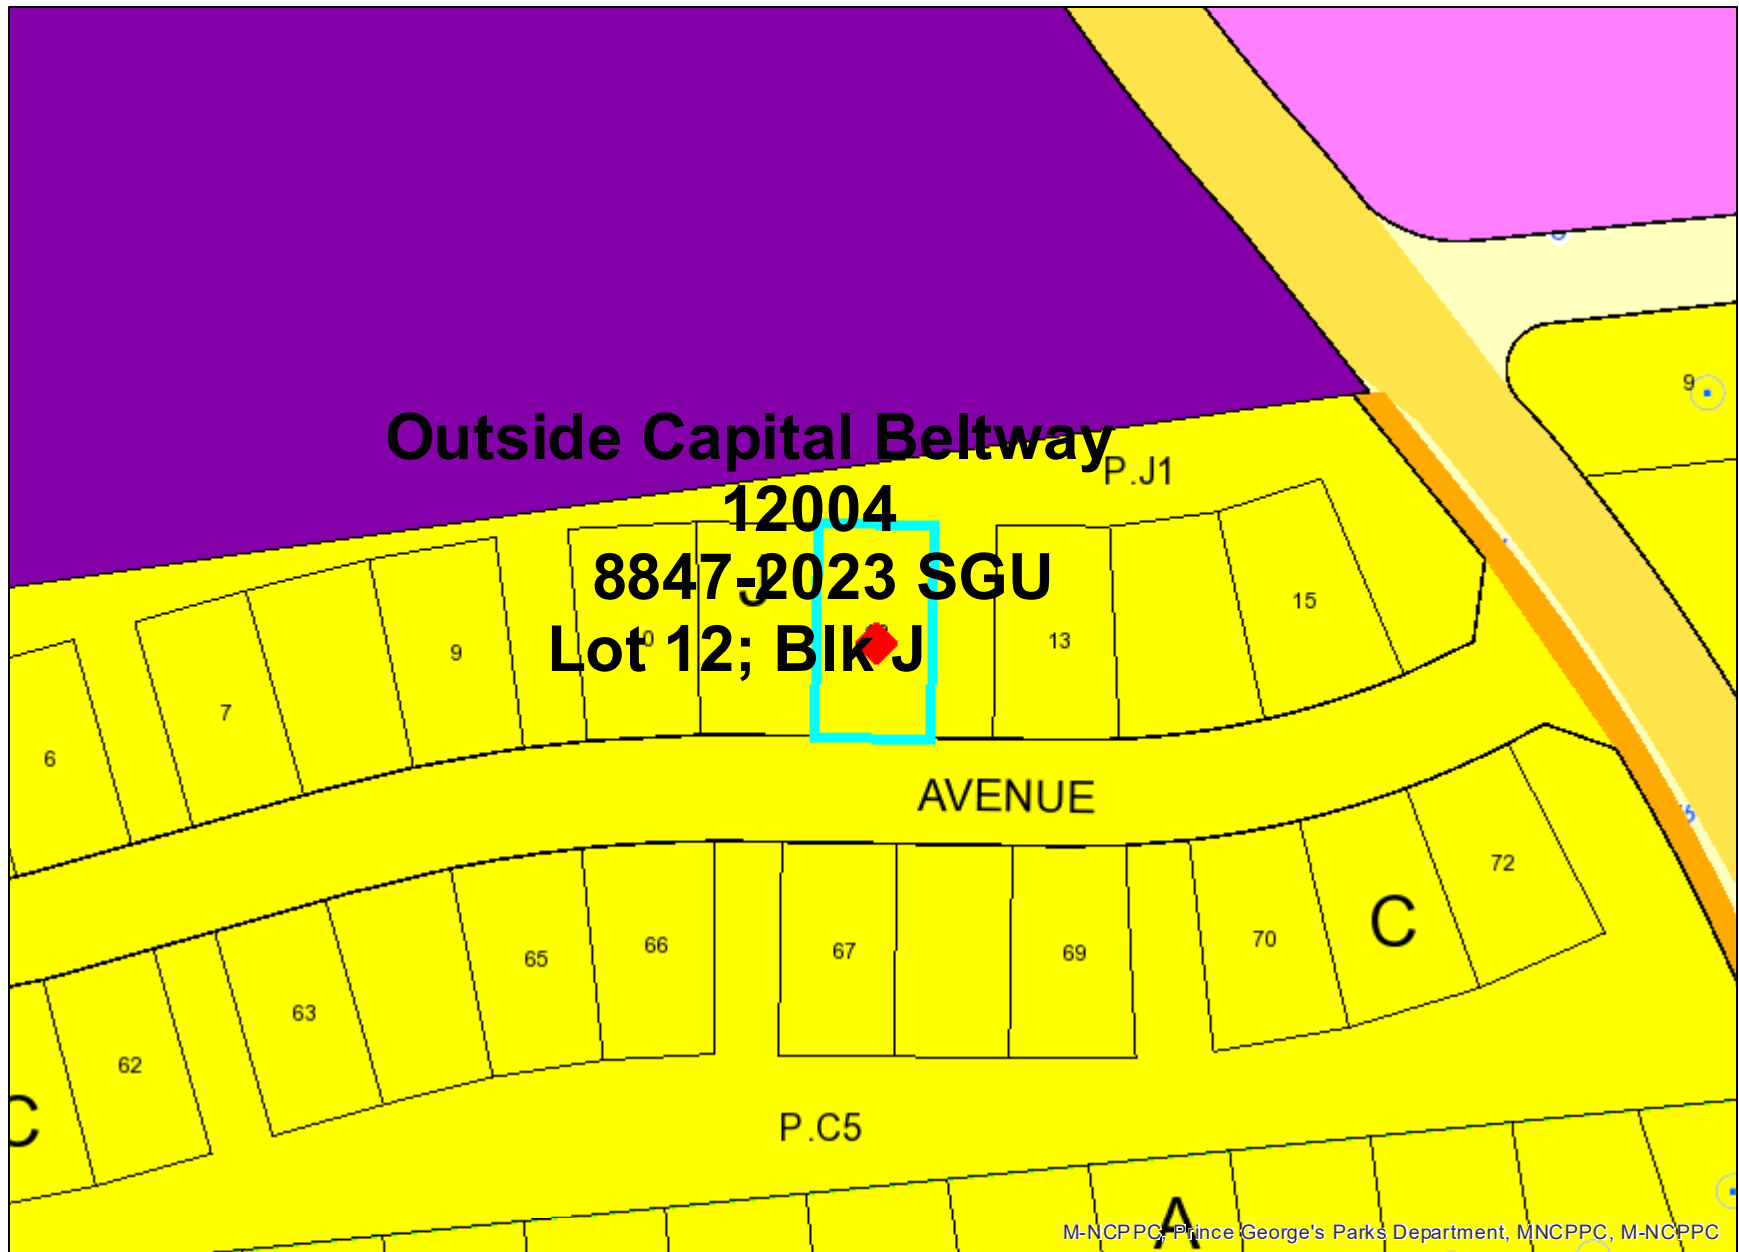 9
Outside Capital Beltway
P.J1
12004
8847-2023 SGU
J
15
Lot 12; Blk J
13
9
7
6
AVENUE
72
C
70
69
67
66
65
63
62
C
P.C5
A
M-NCPPC, Prince George's Parks Department, MNCPPC, M-NCPPC